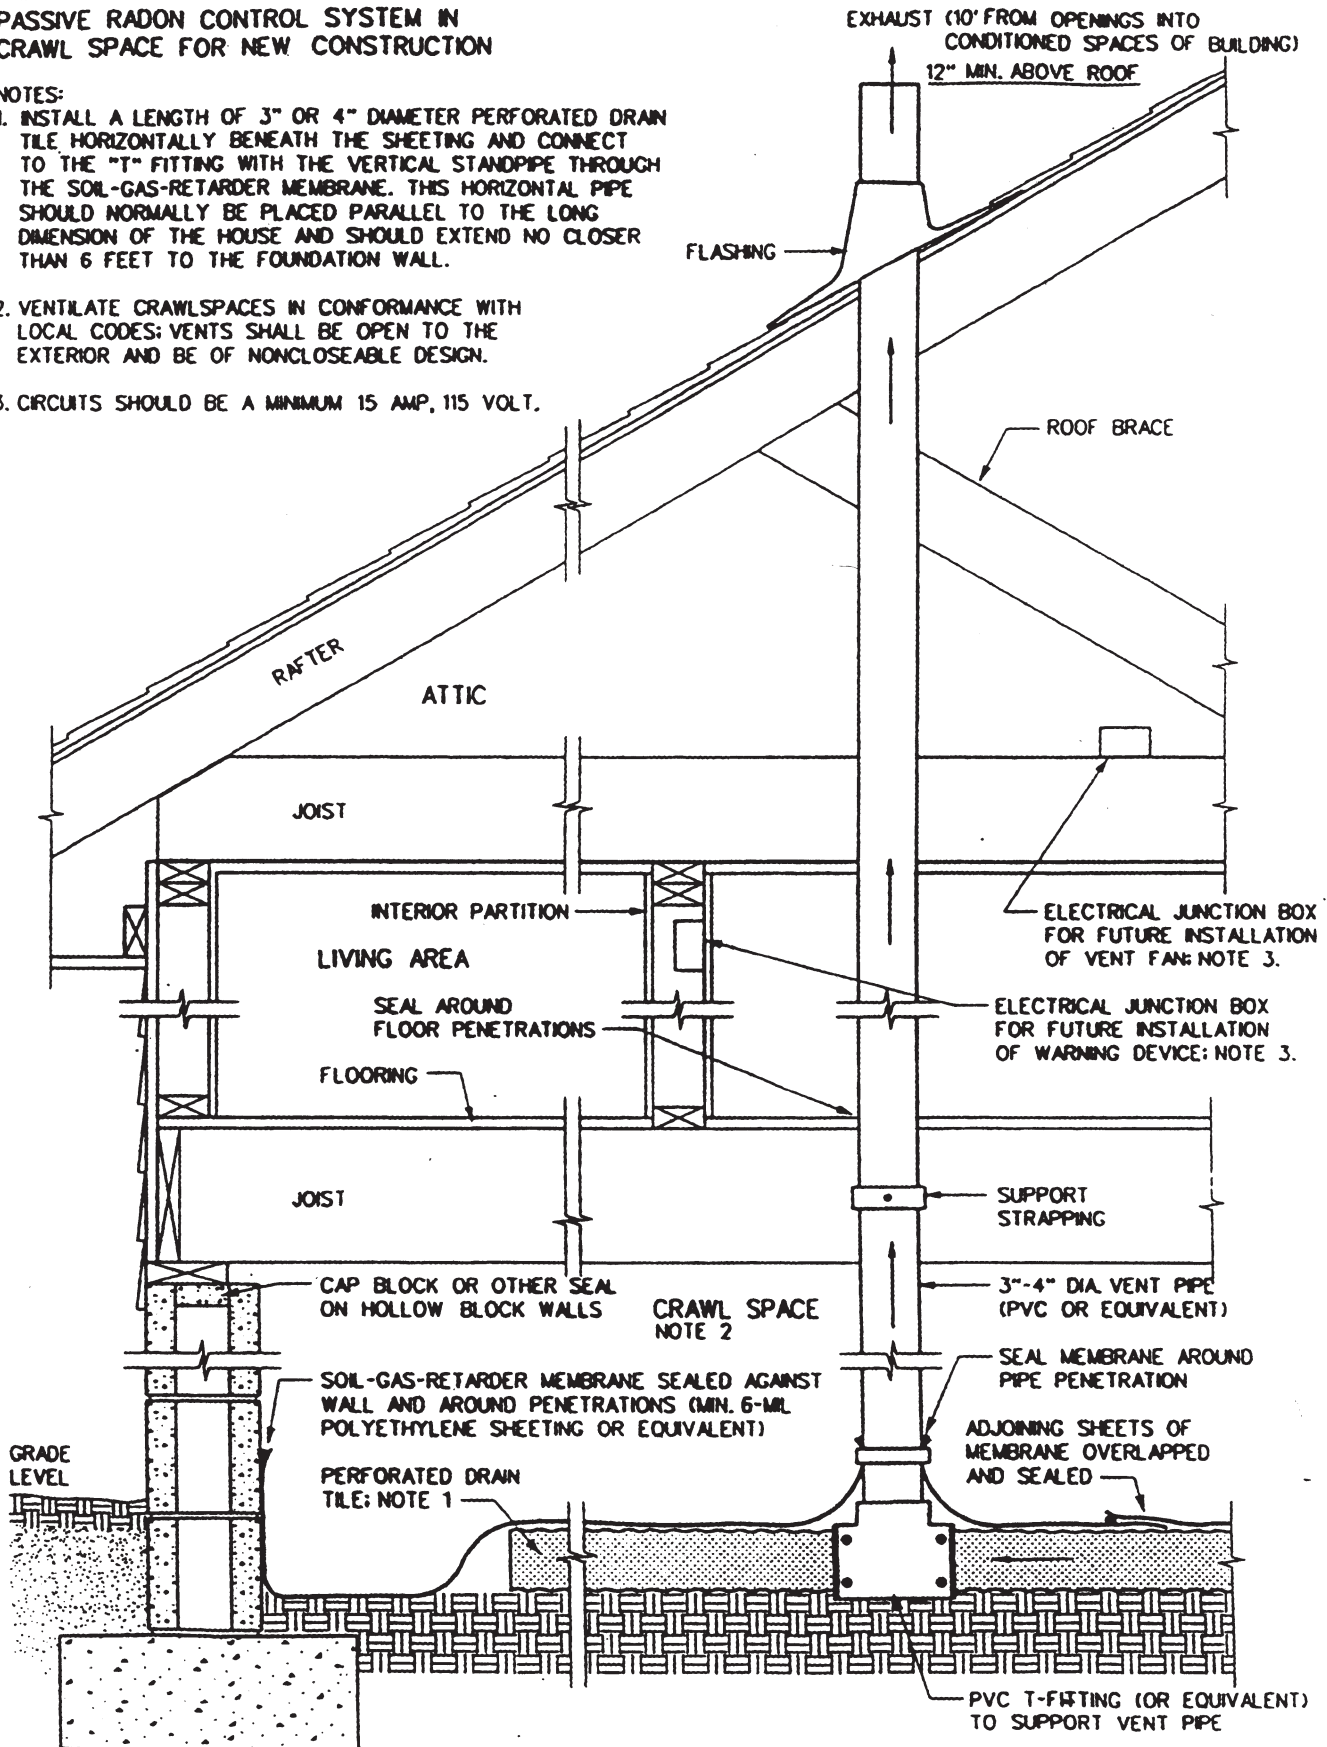 PASSIVE RADON CONTROL SYSTEM IN
CRAWL SPACE FOR NEW CONSTRUCTION
NOTES:
1. INSTALL A LENGTH OF 3" OR 4" DIAMETER PERFORATED DRAIN
TILE HORIZONTALLY BENEATH THE SHEETING AND CONNECT
TO THE "T" FITTING WITH THE VERTICAL STANDPIPE THROUGH
THE SOIL-GAS-RETARDER MEMBRANE. THIS HORIZONTAL PIPE
SHOULD NORMALLY BE PLACED PARALLEL TO THE LONG
DIMENSION OF THE HOUSE AND SHOULD EXTEND NO CLOSER
THAN 6 FEET TO THE FOUNDATION WALL.
2. VENTILATE CRAWLSPACES IN CONFORMANCE WITH
LOCAL CODES; VENTS SHALL BE OPEN TO THE
EXTERIOR AND BE OF NONCLOSEABLE DESIGN.
3. CIRCUITS SHOULD BE A MINIMUM 15 AMP, 115 VOLT.
EXHAUST (10' FROM OPENINGS INTO
CONDITIONED SPACES OF BUILDING)
12" MIN. ABOVE ROOF
FLASHING
ROOF BRACE
RAFTER
ATTIC
JOIST
INTERIOR PARTITION
LIVING AREA
ELECTRICAL JUNCTION BOX
FOR FUTURE INSTALLATION
OF VENT FAN; NOTE 3.
SEAL AROUND
FLOOR PENETRATIONS
ELECTRICAL JUNCTION BOX
FOR FUTURE INSTALLATION
OF WARNING DEVICE; NOTE 3.
FLOORING
JOIST
SUPPORT
STRAPPING
CAP BLOCK OR OTHER SEAL
ON HOLLOW BLOCK WALLS
CRAWL SPACE
NOTE 2
3"-4" DIA. VENT PIPE
(PVC OR EQUIVALENT)
SEAL MEMBRANE AROUND
PIPE PENETRATION
SOIL-GAS-RETARDER MEMBRANE SEALED AGAINST
WALL AND AROUND PENETRATIONS (MIN. 6-MIL
POLYETHYLENE SHEETING OR EQUIVALENT)
ADJOINING SHEETS OF
MEMBRANE OVERLAPPED
AND SEALED
GRADE
LEVEL
PERFORATED DRAIN
TILE; NOTE 1
PVC T-FITTING (OR EQUIVALENT)
TO SUPPORT VENT PIPE